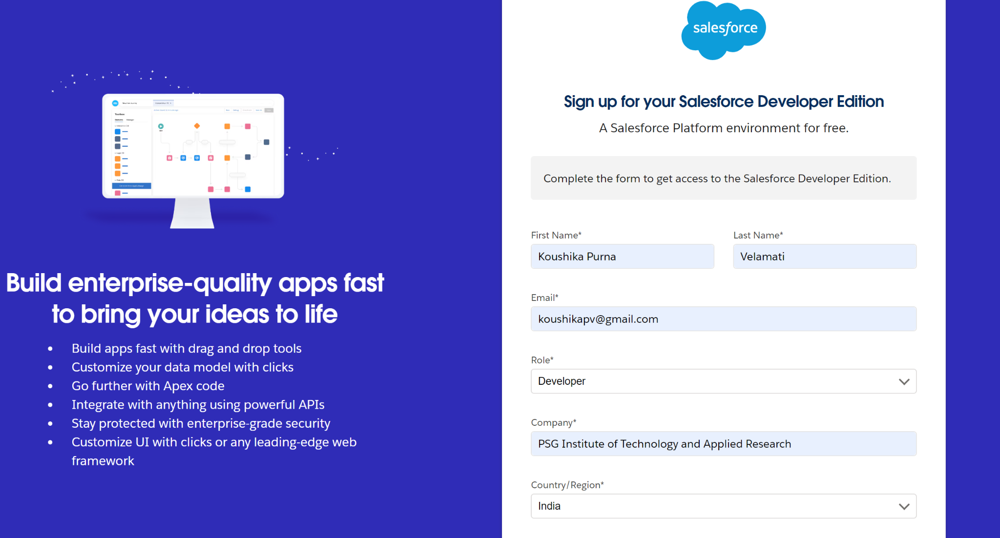 Toolbox
Build enterprise-quality apps fast
to bring your ideas to life
• Build apps fast with drag and drop tools
• Customize your data model with clicks
• Go further with Apex code
• Integrate with anything using powerful APIs
• Stay protected with enterprise-grade security
• Customize UI with clicks or any leading-edge web
framework
salesforce
Sign up for your Salesforce Developer Edition
A Salesforce Platform environment for free.
Complete the form to get access to the Salesforce Developer Edition.
First Name* Last Name*
Koushika Purna Velamati
Email*
koushikapv@gmail.com
Role*
Developer
Company*
PSG Institute of Technology and Applied Research
Country/Region*
India